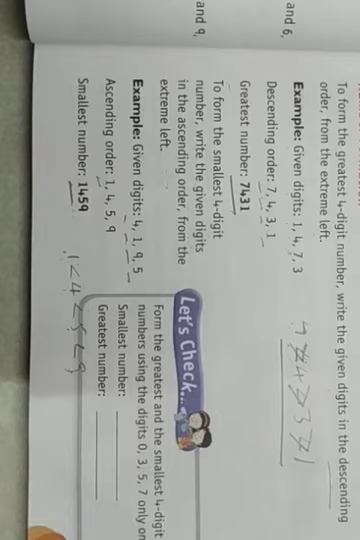 and 6,
and 9,
To form the greatest 4-digit number, write the given digits in the descending
order, from the extreme left.
Example: Given digits: 1, 4, 7, 3
Descending order: 7, 4, 3, 1
Greatest number: 7431
To form the smallest 4-digit
number, write the given digits
in the ascending order, from the
extreme left.
Example: Given digits: 4, 1, 9, 5
Ascending order: 1, 4, 5, 9
Smallest number: 1459
1<4<5<9
Let's Check...
Form the greatest and the smallest 4-digit
numbers using the digits 0, 3, 5, 7 only on
Smallest number:
Greatest number: